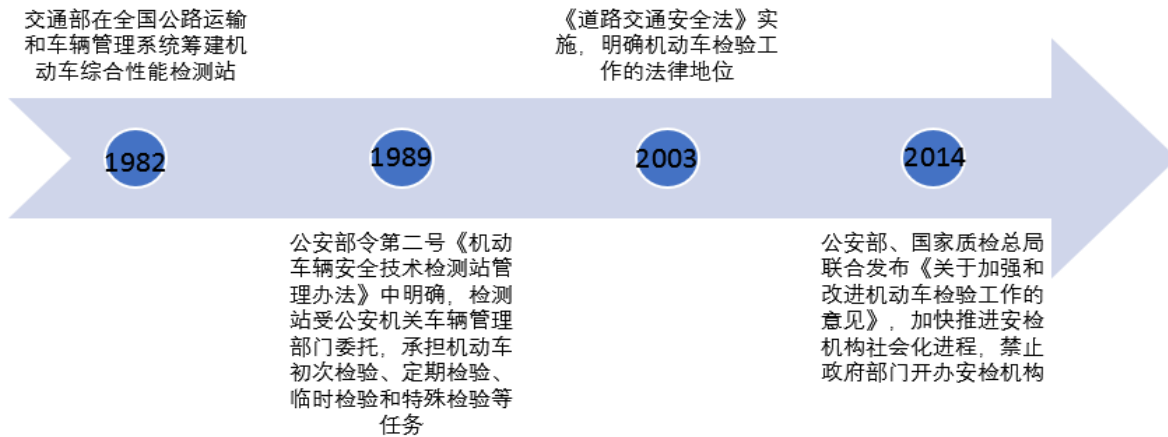 交通部在全国公路运输
和车辆管理系统筹建机
动车综合性能检测站
《道路交通安全法》实
施，明确机动车检验工
作的法律地位
1982
1989
2003
2014
公安部令第二号《机动
车辆安全技术检测站管
理办法》中明确，检测
站受公安机关车辆管理
部门委托，承担机动车
初次检验、定期检验、
临时检验和特殊检验等
任务
公安部、国家质检总局
联合发布《关于加强和
改进机动车检验工作的
意见》，加快推进安检
机构社会化进程，禁止
政府部门开办安检机构